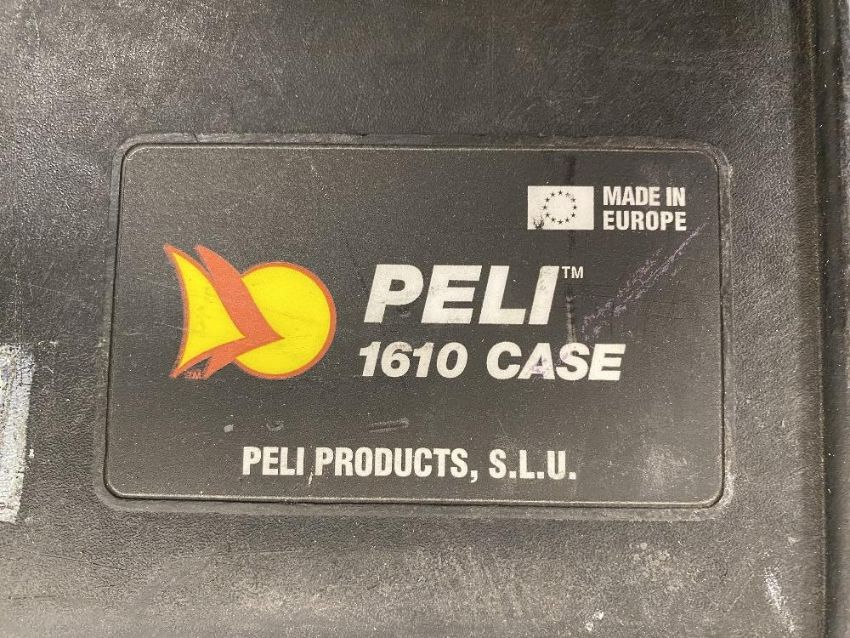 MADE IN
EUROPE
PELI™
1610 CASE
PELI PRODUCTS, S.L.U.